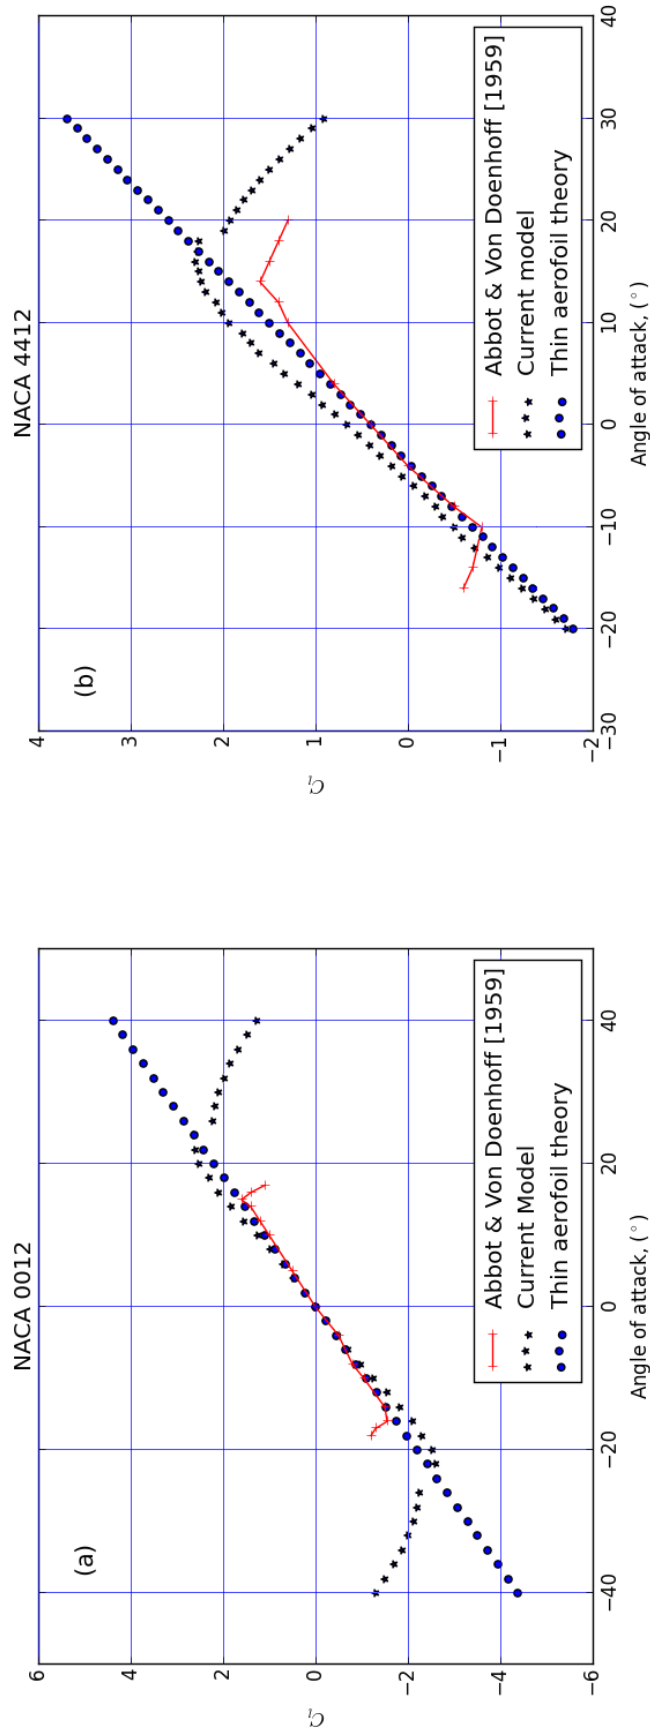 NACA 0012
(a)
6
4
2
0
−2
−4
−6
C_l
−40
−20
0
20
40
Angle of attack, (°)
Abbot & Von Doenhoff [1959]
Current Model
Thin aerofoil theory
NACA 4412
(b)
4
3
2
1
0
−1
−2
C_l
−30
−20
−10
0
10
20
30
40
Angle of attack, (°)
Abbot & Von Doenhoff [1959]
Current model
Thin aerofoil theory